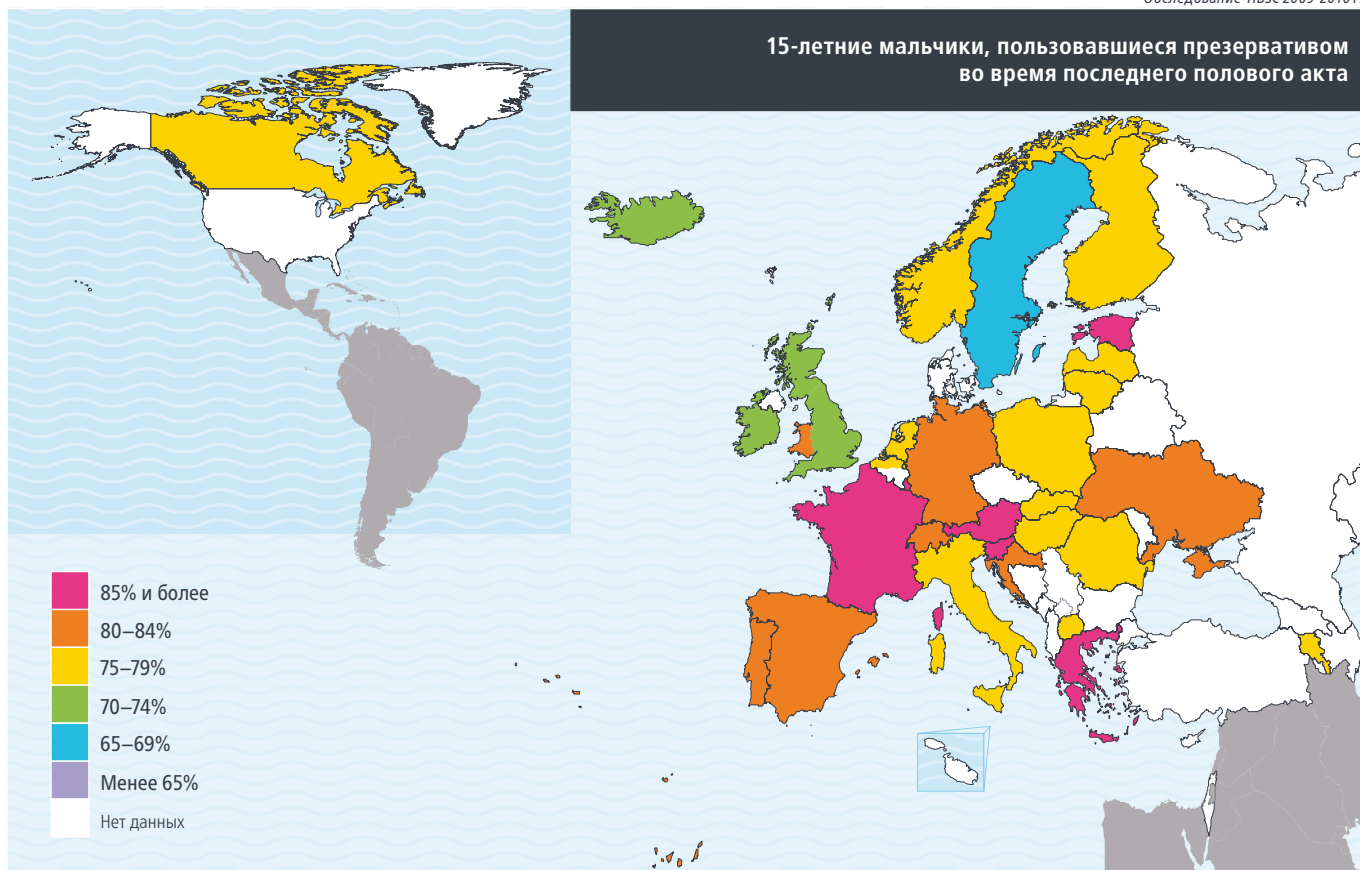 15-летние мальчики, пользовавшиеся презервативом
во время последнего полового акта
85% и более
80–84%
75–79%
70–74%
65–69%
Менее 65%
Нет данных